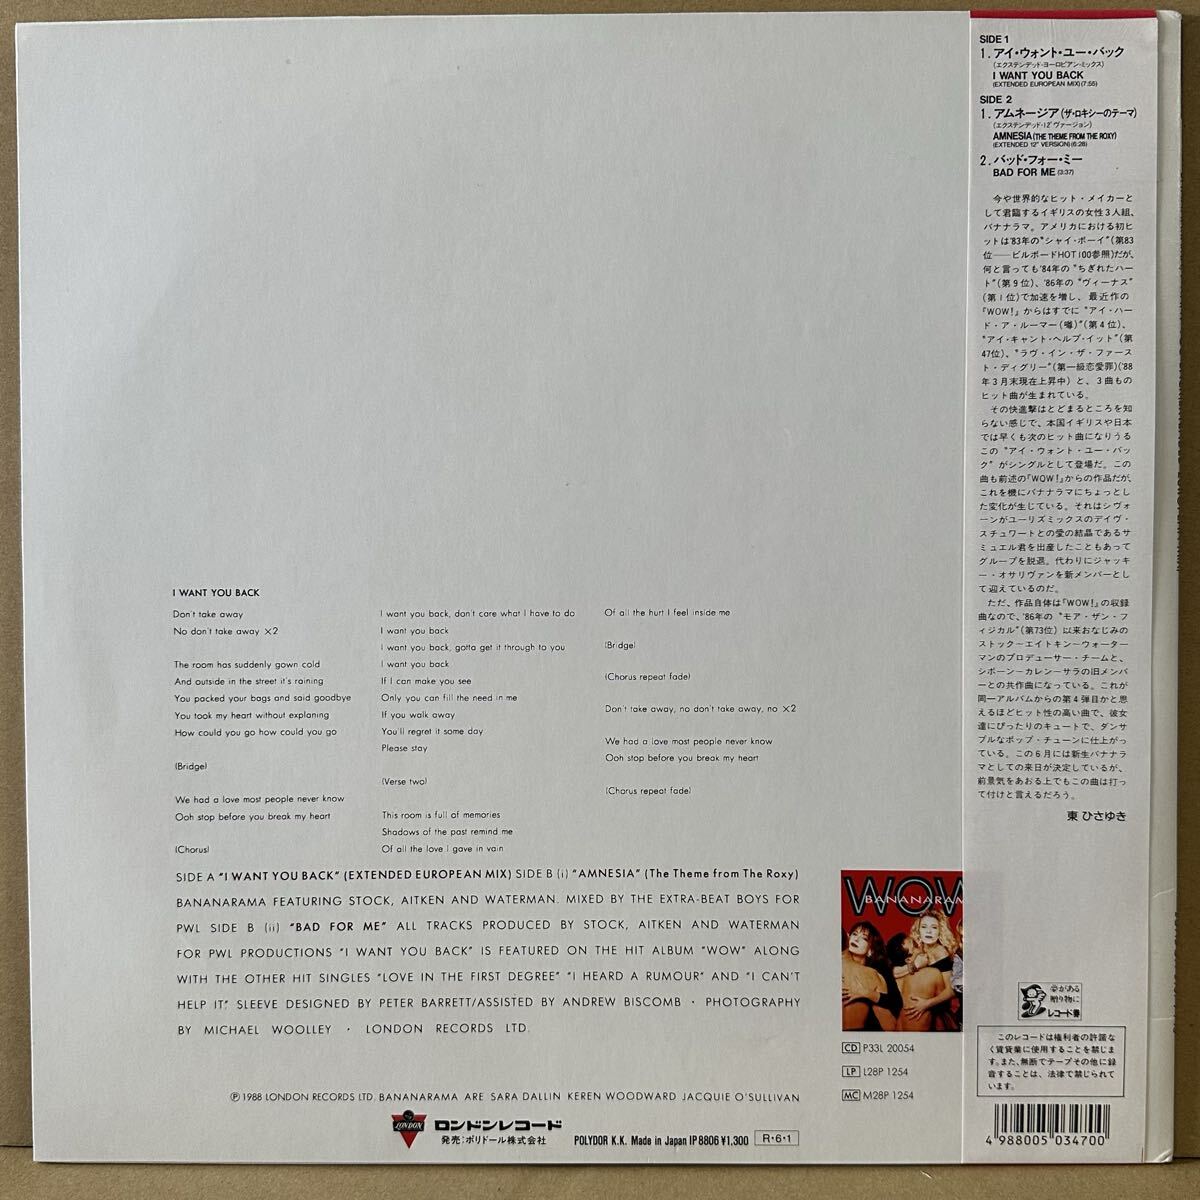 I WANT YOU BACK
Don't take away
No don't take away ×2
The room has suddenly gown cold
And outside in the street it's raining
You packed your bags and said goodbye
You took my heart without explaning
How could you go how could you go
(Bridge)
We had a love most people never know
Ooh stop before you break my heart
(Chorus)
I want you back, don't care what I have to do
I want you back
I want you back, gotta get it through to you
I want you back
If I can make you see
Only you can fill the need in me
If you walk away
You'll regret it some day
Please stay
(Verse two)
This room is full of memories
Shadows of the past remind me
Of all the love I gave in vain
Of all the hurt I feel inside me
(Bridge)
(Chorus repeat fade)
Don't take away, no don't take away, no ×2
We had a love most people never know
Ooh stop before you break my heart
(Chorus repeat fade)
SIDE A "I WANT YOU BACK" (EXTENDED EUROPEAN MIX) SIDE B (i) "AMNESIA" (The Theme from The Roxy)
BANANARAMA FEATURING STOCK, AITKEN AND WATERMAN. MIXED BY THE EXTRA-BEAT BOYS FOR
PWL SIDE B (ii) "BAD FOR ME" ALL TRACKS PRODUCED BY STOCK, AITKEN AND WATERMAN
FOR PWL PRODUCTIONS "I WANT YOU BACK" IS FEATURED ON THE HIT ALBUM "WOW" ALONG
WITH THE OTHER HIT SINGLES "LOVE IN THE FIRST DEGREE" "I HEARD A RUMOUR" AND "I CAN'T
HELP IT." SLEEVE DESIGNED BY PETER BARRETT/ASSISTED BY ANDREW BISCOMB · PHOTOGRAPHY
BY MICHAEL WOOLLEY · LONDON RECORDS LTD.
WOW
BANANARAM
CD P33L 20054
LP L28P 1254
MC M28P 1254
Ⓟ1988 LONDON RECORDS LTD. BANANARAMA ARE SARA DALLIN KEREN WOODWARD JACQUIE O'SULLIVAN
LONDON
ロンドンレコード
発売:ポリドール株式会社
POLYDOR K.K. Made in Japan IP 8806 ¥1,300 R·6·1
SIDE 1
1. アイ・ウォント・ユー・バック
(エクステンデッド・ヨーロピアン・ミックス)
I WANT YOU BACK
(EXTENDED EUROPEAN MIX)(7:55)
SIDE 2
1. アムネージア(ザ・ロキシーのテーマ)
(エクステンデッド・12"ヴァージョン)
AMNESIA (THE THEME FROM THE ROXY)
(EXTENDED 12" VERSION)(6:28)
2. バッド・フォー・ミー
BAD FOR ME (3:37)
今や世界的なヒット・メイカーと
して君臨するイギリスの女性3人組、
バナナラマ。アメリカにおける初ヒ
ットは'83年の"シャイ・ボーイ"(第83
位──ビルボードHOT100参照)だが、
何と言っても'84年の"ちぎれたハー
ト"(第9位)、'86年の"ヴィーナス"
(第1位)で加速を増し、最近作の
『WOW!』からはすでに"アイ・ハー
ド・ア・ルーマー(噂)"(第4位)、
"アイ・キャント・ヘルプ・イット"(第
47位)、"ラヴ・イン・ザ・ファース
ト・ディグリー"(第一級恋愛罪)('88
年3月末現在上昇中)と、3曲もの
ヒット曲が生まれている。
その快進撃はとどまるところを知
らない感じで、本国イギリスや日本
では早くも次のヒット曲になりうる
この"アイ・ウォント・ユー・バッ
ク"がシングルとして登場だ。この
曲も前述の『WOW!』からの作品だが、
これを機にバナナラマにちょっとし
た変化が生じている。それはシヴォ
ーンがユーリズミックスのデイヴ・
スチュワートとの愛の結晶であるサ
ミュエル君を出産したこともあって
グループを脱退。代わりにジャッキ
ー・オサリヴァンを新メンバーとし
て迎えているのだ。
ただ、作品自体は『WOW!』の収録
曲なので、'86年の"モア・ザン・フ
ィジカル"(第73位)以来おなじみの
ストックーエイトキンーウォーター
マンのプロデューサー・チームと、
シボーンーカレンーサラの旧メンバ
ーとの共作曲になっている。これが
同一アルバムからの第4弾目かと思
えるほどヒット性の高い曲で、彼女
達にぴったりのキュートで、ダンサ
ブルなポップ・チューンに仕上がっ
ている。この6月には新生バナナラ
マとしての来日が決定しているが、
前景気をあおる上でもこの曲は打っ
て付けと言えるだろう。
東 ひさゆき
愛がある
贈り物に
レコード券
このレコードは権利者の許諾な
く賃貸業に使用することを禁じま
す。また、無断でテープその他に録
音することは、法律で禁じられて
います。
4 988005 034700